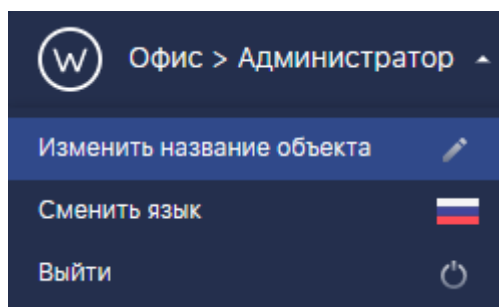 W Офис > Администратор
Изменить название объекта
Сменить язык
Выйти